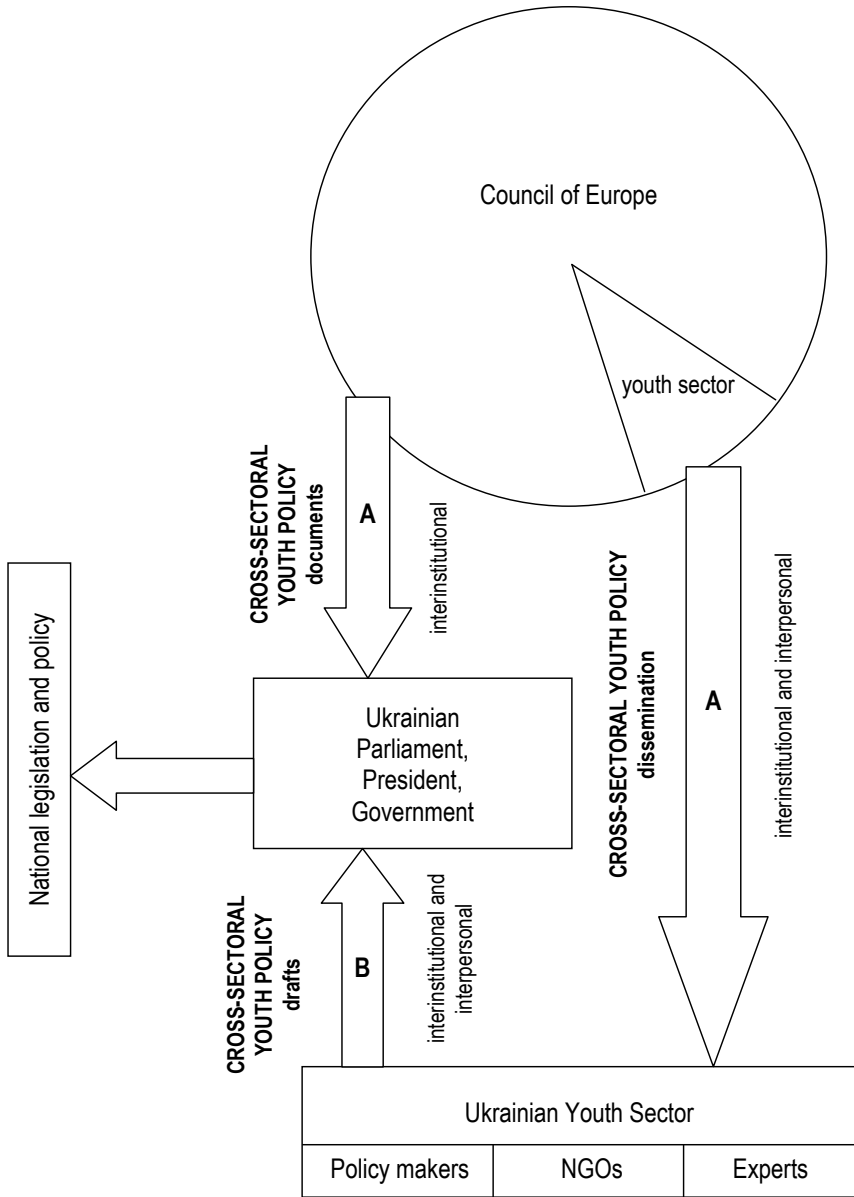 Council of Europe
youth sector
CROSS-SECTORAL
YOUTH POLICY
documents
A
interinstitutional
CROSS-SECTORAL YOUTH POLICY
dissemination
A
interinstitutional and interpersonal
National legislation and policy
Ukrainian
Parliament,
President,
Government
CROSS-SECTORAL
YOUTH POLICY
drafts
B
interinstitutional and
interpersonal
Ukrainian Youth Sector
Policy makers
NGOs
Experts